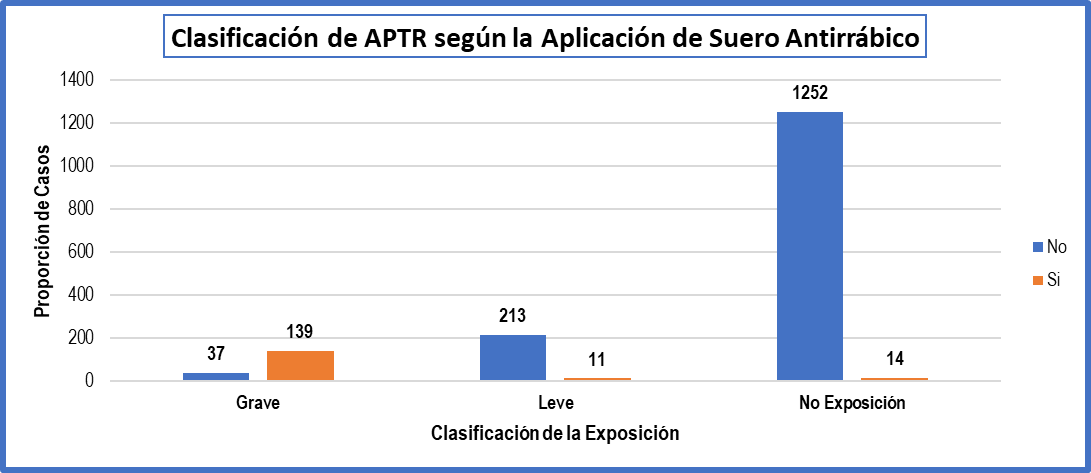 Clasificación de APTR según la Aplicación de Suero Antirrábico
Proporción de Casos
1400
1200
1000
800
600
400
200
0
37
139
213
11
1252
14
Grave
Leve
No Exposición
Clasificación de la Exposición
No
Si